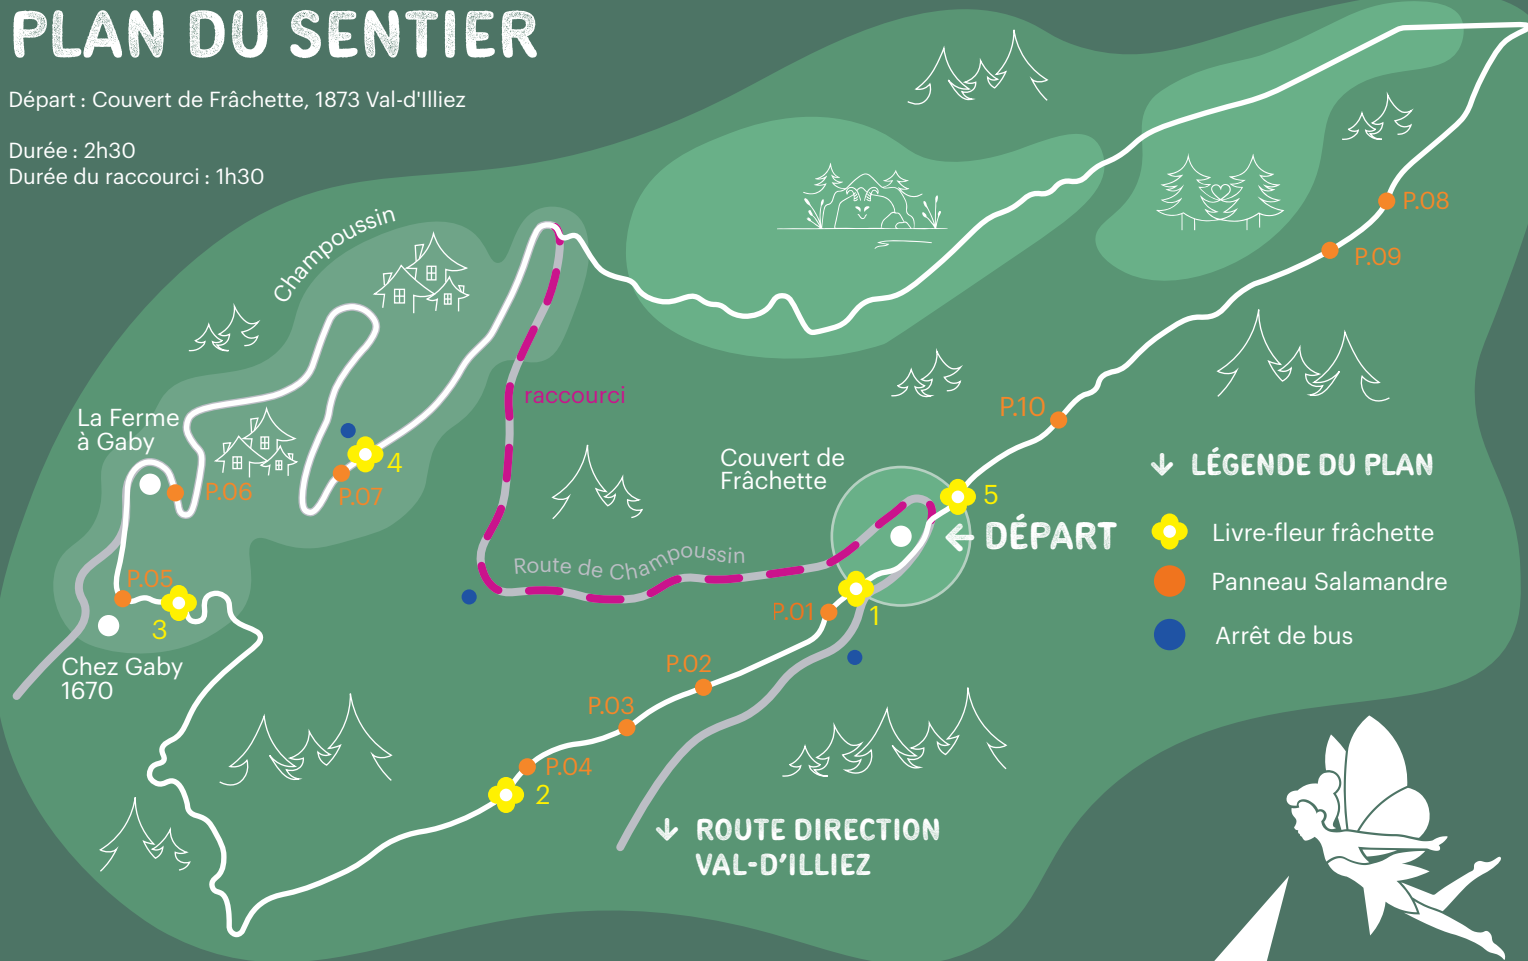 PLAN DU SENTIER
Départ : Couvert de Frâchette, 1873 Val-d'Illiez
Durée : 2h30
Durée du raccourci : 1h30
Champoussin
P.08
P.09
raccourci
La Ferme
à Gaby
P.10
4
P.06
P.07
Couvert de
Frâchette
5
DÉPART
LÉGENDE DU PLAN
Livre-fleur frâchette
Panneau Salamandre
Arrêt de bus
Route de Champoussin
P.05
3
P.01
1
Chez Gaby
1670
P.02
P.03
P.04
2
ROUTE DIRECTION
VAL-D’ILLIEZ